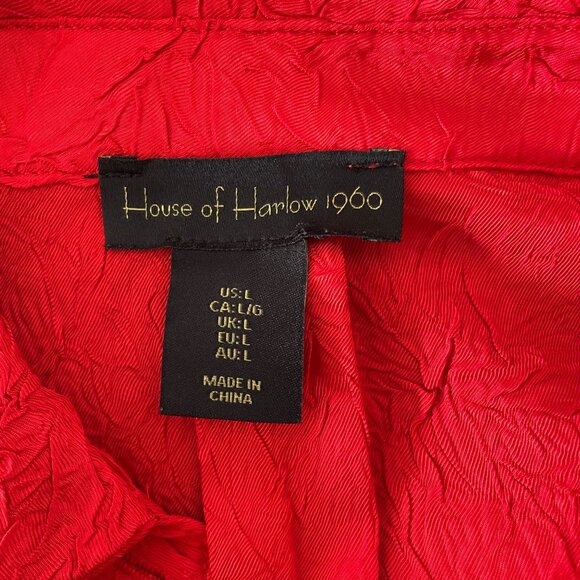 House of Harlow 1960
US: L
CA: L/G
UK: L
EU: L
AU: L
MADE IN
CHINA